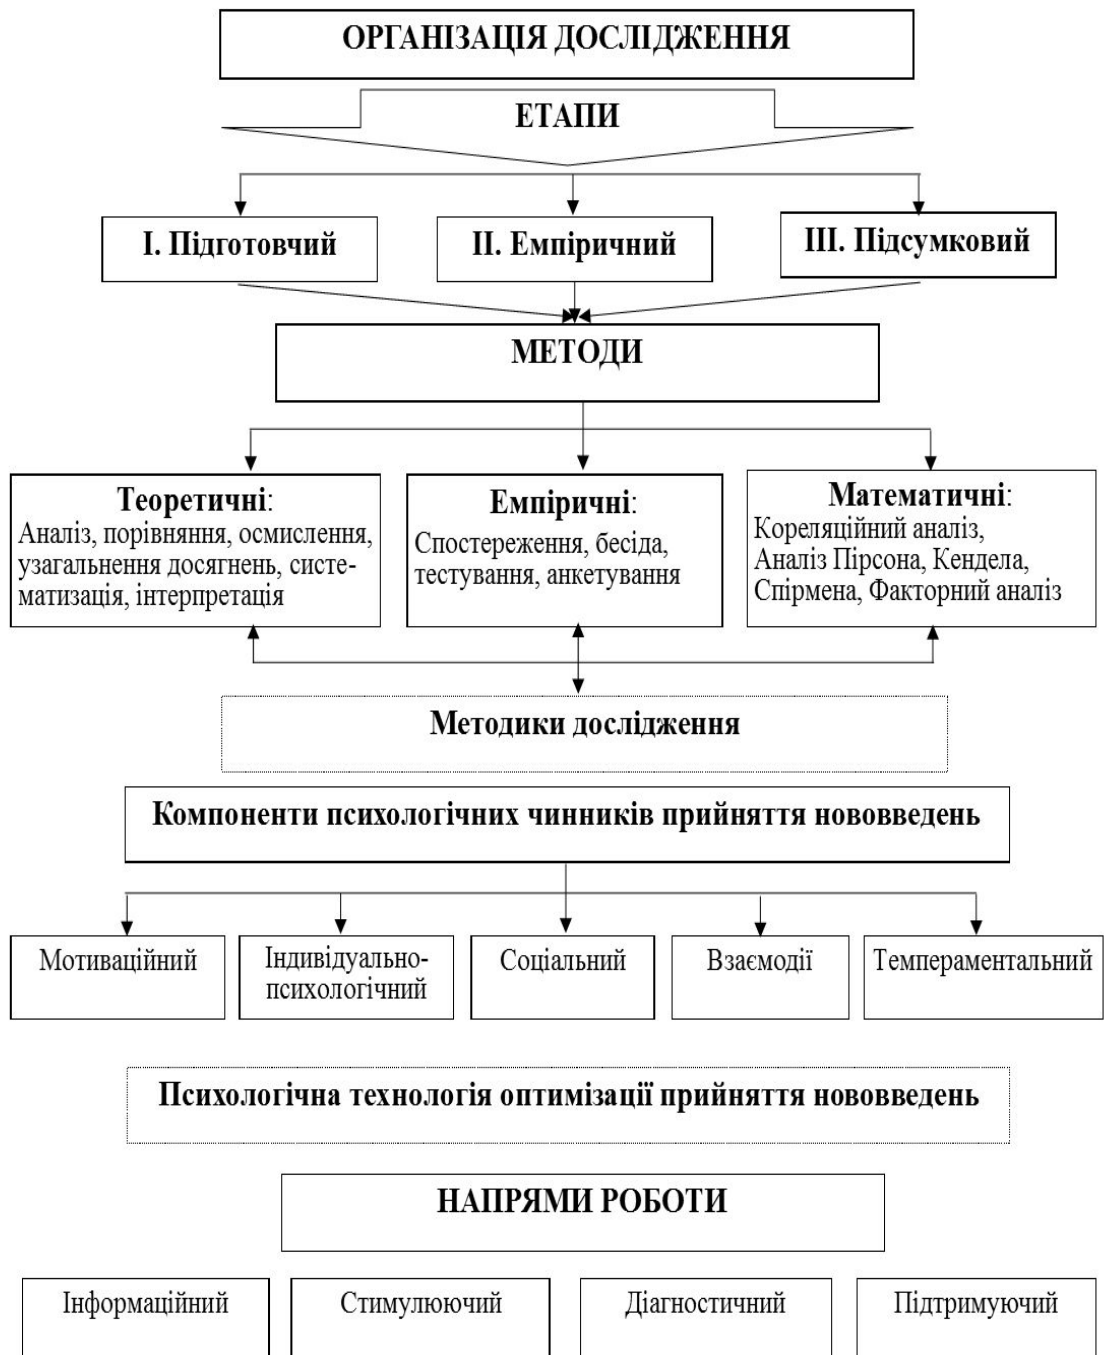 ОРГАНІЗАЦІЯ ДОСЛІДЖЕННЯ
ЕТАПИ
І. Підготовчий
ІІ. Емпіричний
ІІІ. Підсумковий
МЕТОДИ
Теоретичні:
Аналіз, порівняння, осмислення,
узагальнення досягнень, систе-
матизація, інтерпретація
Емпіричні:
Спостереження, бесіда,
тестування, анкетування
Математичні:
Кореляційний аналіз,
Аналіз Пірсона, Кендела,
Спірмена, Факторний аналіз
Методики дослідження
Компоненти психологічних чинників прийняття нововведень
Мотиваційний
Індивідуально-
психологічний
Соціальний
Взаємодії
Темпераментальний
Психологічна технологія оптимізації прийняття нововведень
НАПРЯМИ РОБОТИ
Інформаційний
Стимулюючий
Діагностичний
Підтримуючий